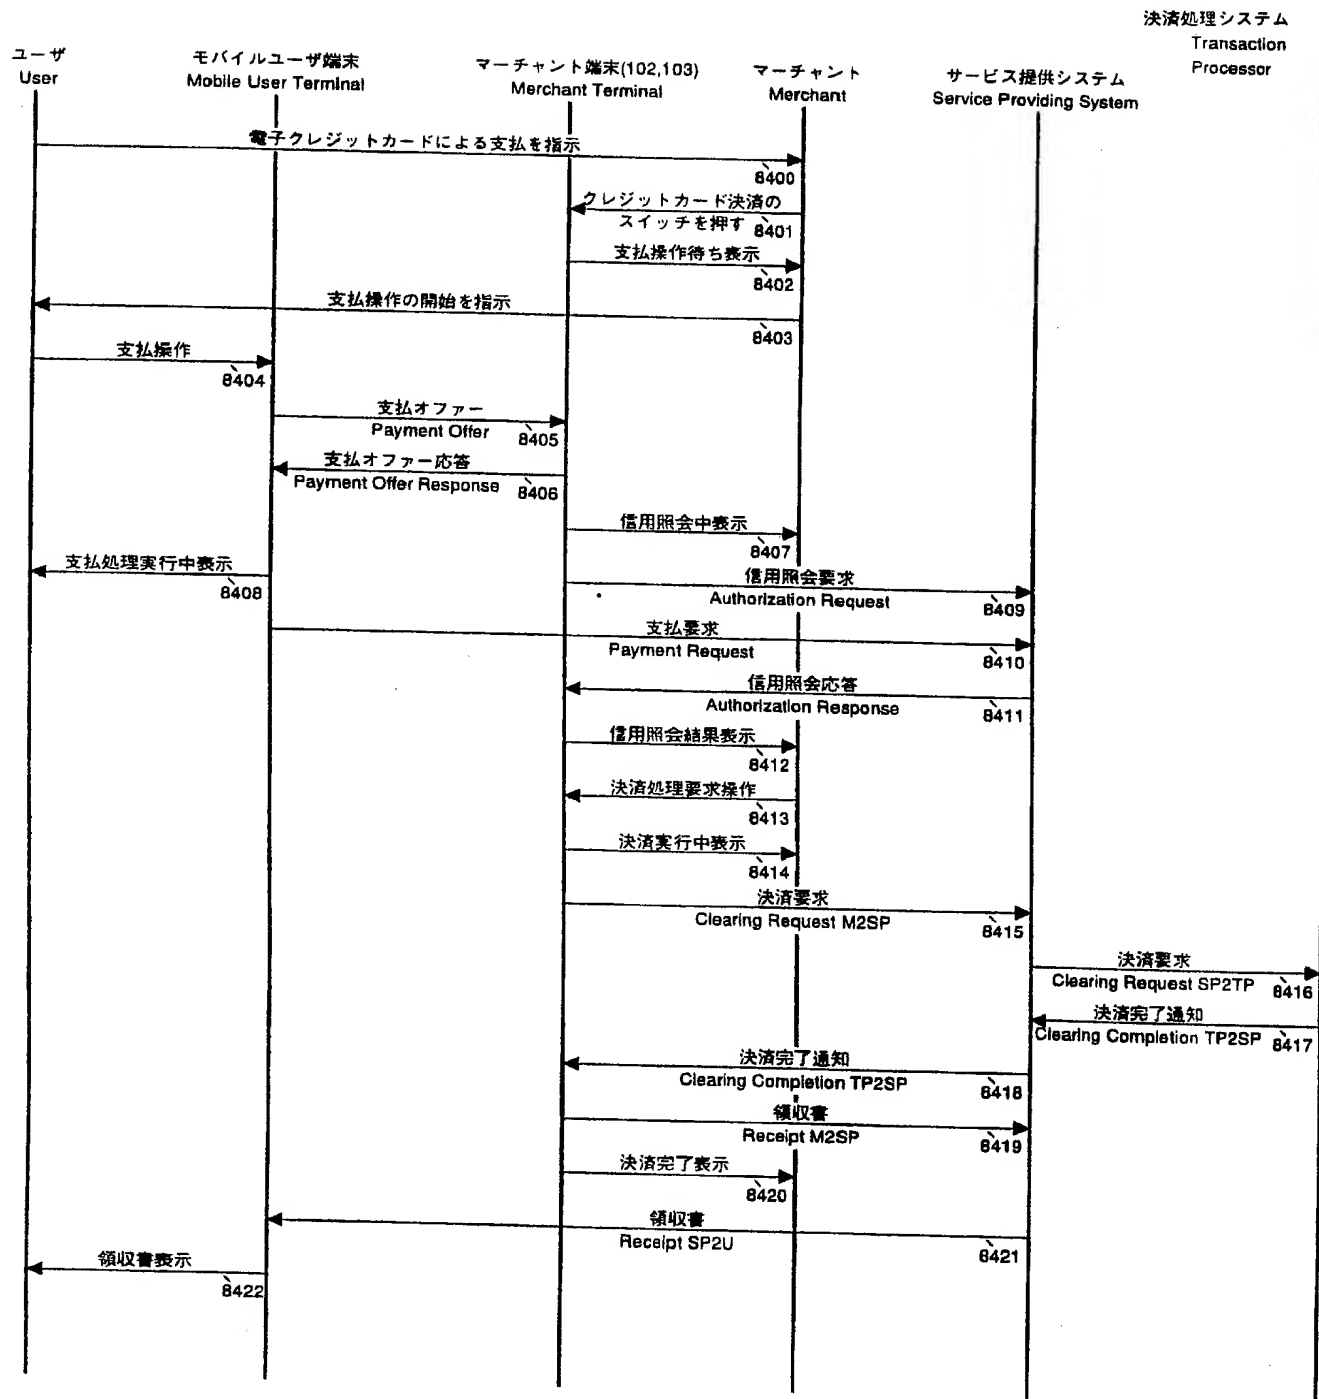 決済処理システム
Transaction
Processor
ユーザ
User
モバイルユーザ端末
Mobile User Terminal
マーチャント端末(102,103)
Merchant Terminal
マーチャント
Merchant
サービス提供システム
Service Providing System
電子クレジットカードによる支払を指示
8400
クレジットカード決済の
スイッチを押す
8401
支払操作待ち表示
8402
支払操作の開始を指示
8403
支払操作
8404
支払オファー
Payment Offer
8405
支払オファー応答
Payment Offer Response
8406
信用照会中表示
8407
支払処理実行中表示
8408
信用照会要求
Authorization Request
8409
支払要求
Payment Request
8410
信用照会応答
Authorization Response
8411
信用照会結果表示
8412
決済処理要求操作
8413
決済実行中表示
8414
決済要求
Clearing Request M2SP
8415
決済要求
Clearing Request SP2TP
8416
決済完了通知
Clearing Completion TP2SP
8417
決済完了通知
Clearing Completion TP2SP
8418
領収書
Receipt M2SP
8419
決済完了表示
8420
領収書
Receipt SP2U
8421
領収書表示
8422